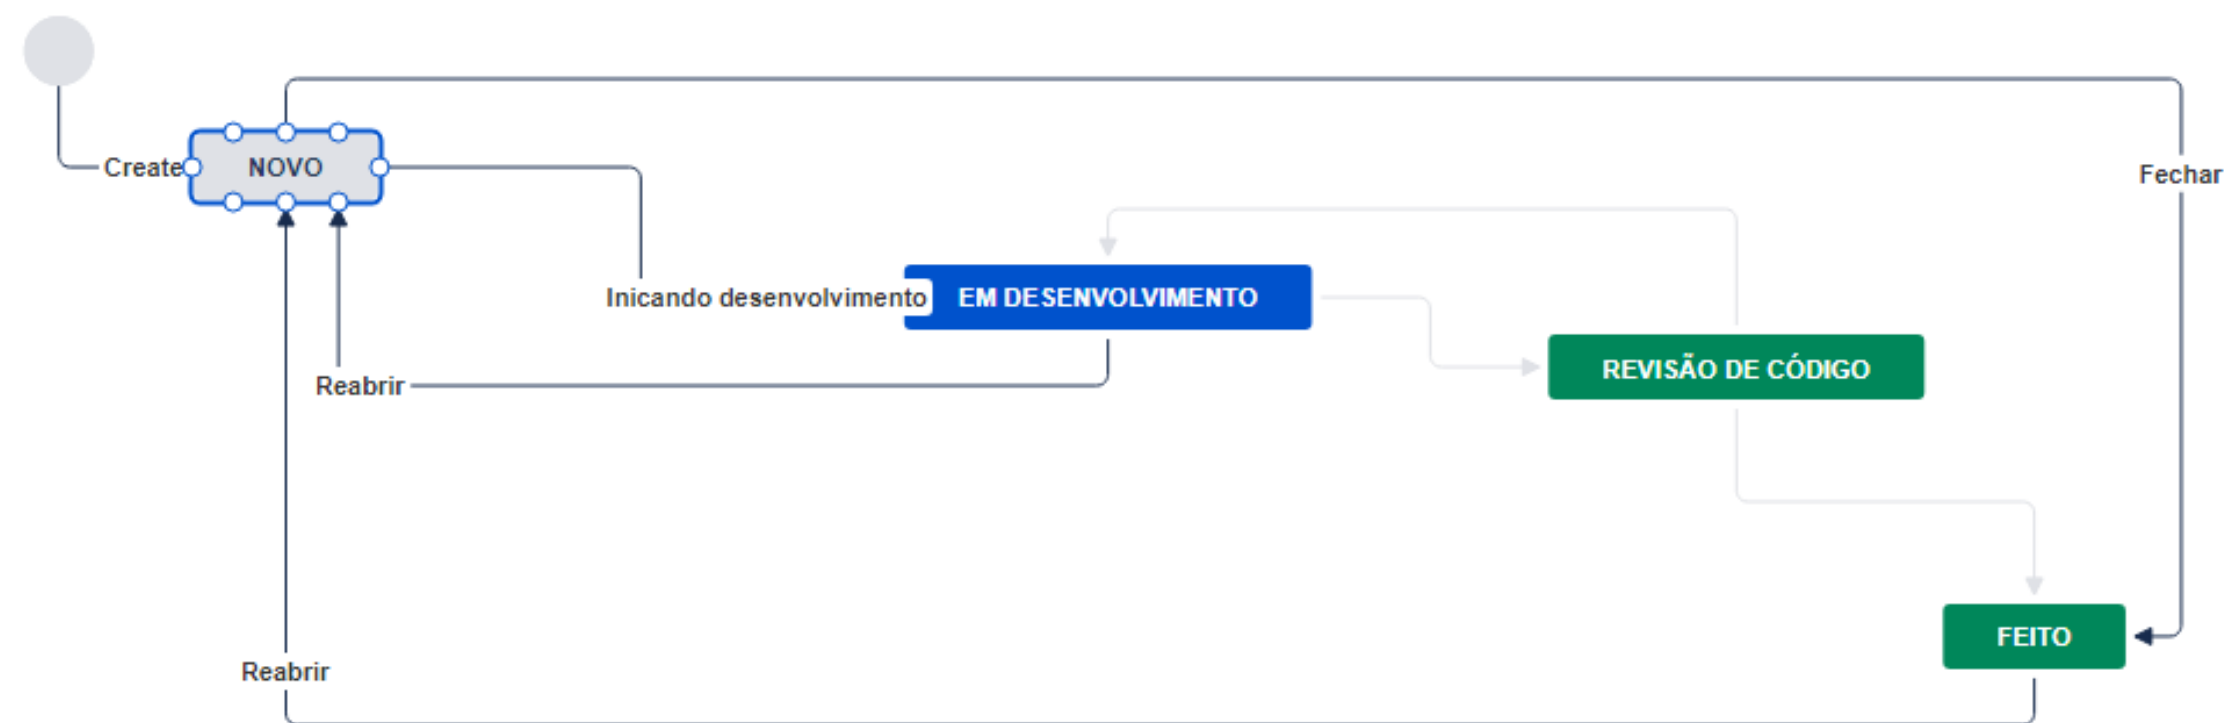 Create
NOVO
Fechar
Inicando desenvolvimento
EM DESENVOLVIMENTO
REVISÃO DE CÓDIGO
Reabrir
FEITO
Reabrir